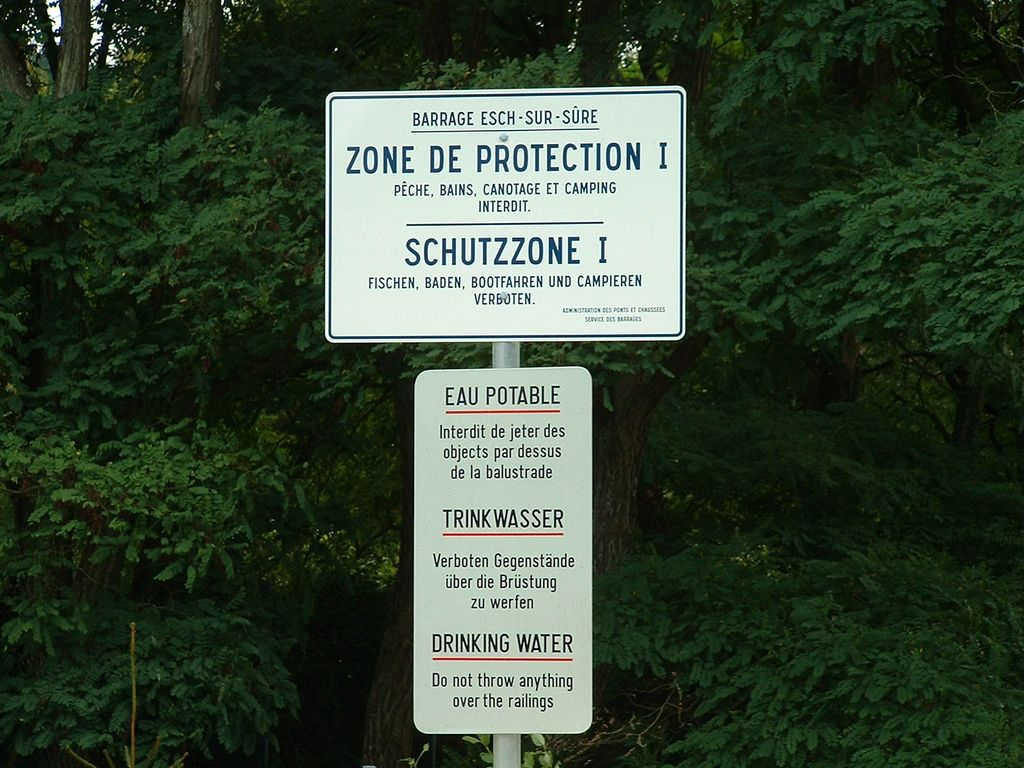 BARRAGE ESCH-SUR-SÛRE
ZONE DE PROTECTION I
PÊCHE, BAINS, CANOTAGE ET CAMPING
INTERDIT.
SCHUTZZONE I
FISCHEN, BADEN, BOOTFAHREN UND CAMPIEREN
VERBOTEN.
ADMINISTRATION DES PONTS ET CHAUSSEES
SERVICE DES BARRAGES
EAU POTABLE
Interdit de jeter des
objects par dessus
de la balustrade
TRINKWASSER
Verboten Gegenstände
über die Brüstung
zu werfen
DRINKING WATER
Do not throw anything
over the railings